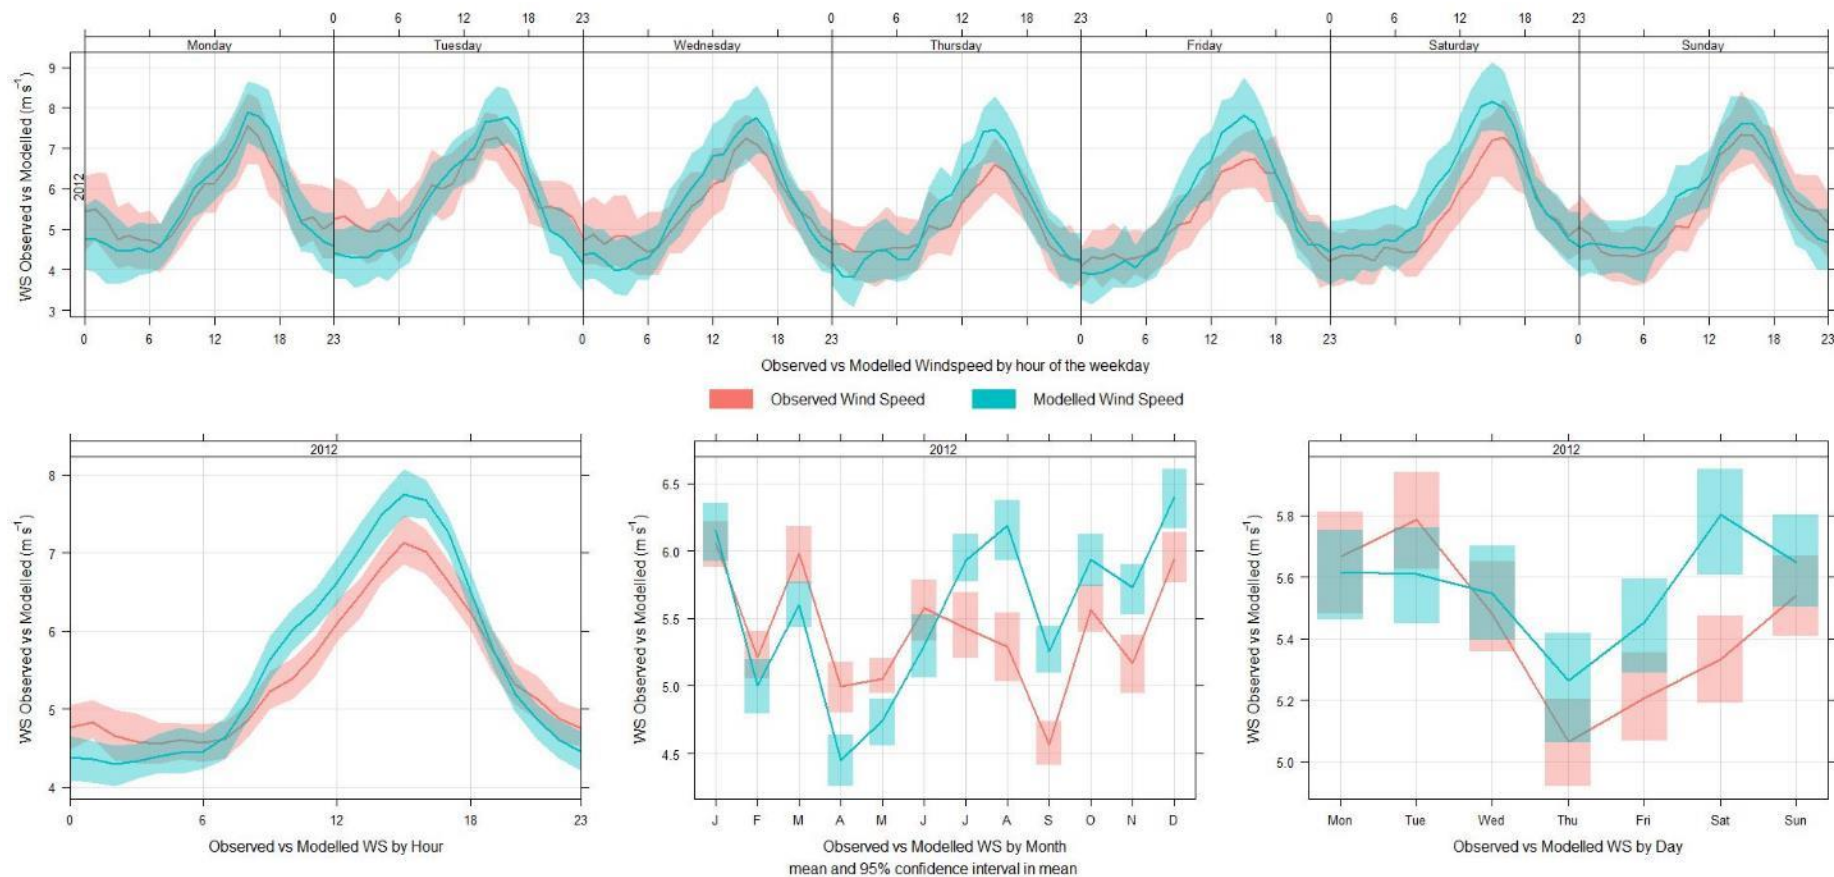 0 6 12 18 23 0 6 12 18 23 0 6 12 18 23
Monday Tuesday Wednesday Thursday Friday Saturday Sunday
WS Observed vs Modelled (m s⁻¹)
9
8
7
6
5
4
3
2012
0 6 12 18 23 0 6 12 18 23 0 6 12 18 23 0 6 12 18 23
Observed vs Modelled Windspeed by hour of the weekday
Observed Wind Speed Modelled Wind Speed
2012
WS Observed vs Modelled (m s⁻¹)
8
7
6
5
4
0 6 12 18 23
Observed vs Modelled WS by Hour
2012
WS Observed vs Modelled (m s⁻¹)
6.5
6.0
5.5
5.0
4.5
J F M A M J J A S O N D
Observed vs Modelled WS by Month
mean and 95% confidence interval in mean
2012
WS Observed vs Modelled (m s⁻¹)
5.8
5.6
5.4
5.2
5.0
Mon Tue Wed Thu Fri Sat Sun
Observed vs Modelled WS by Day